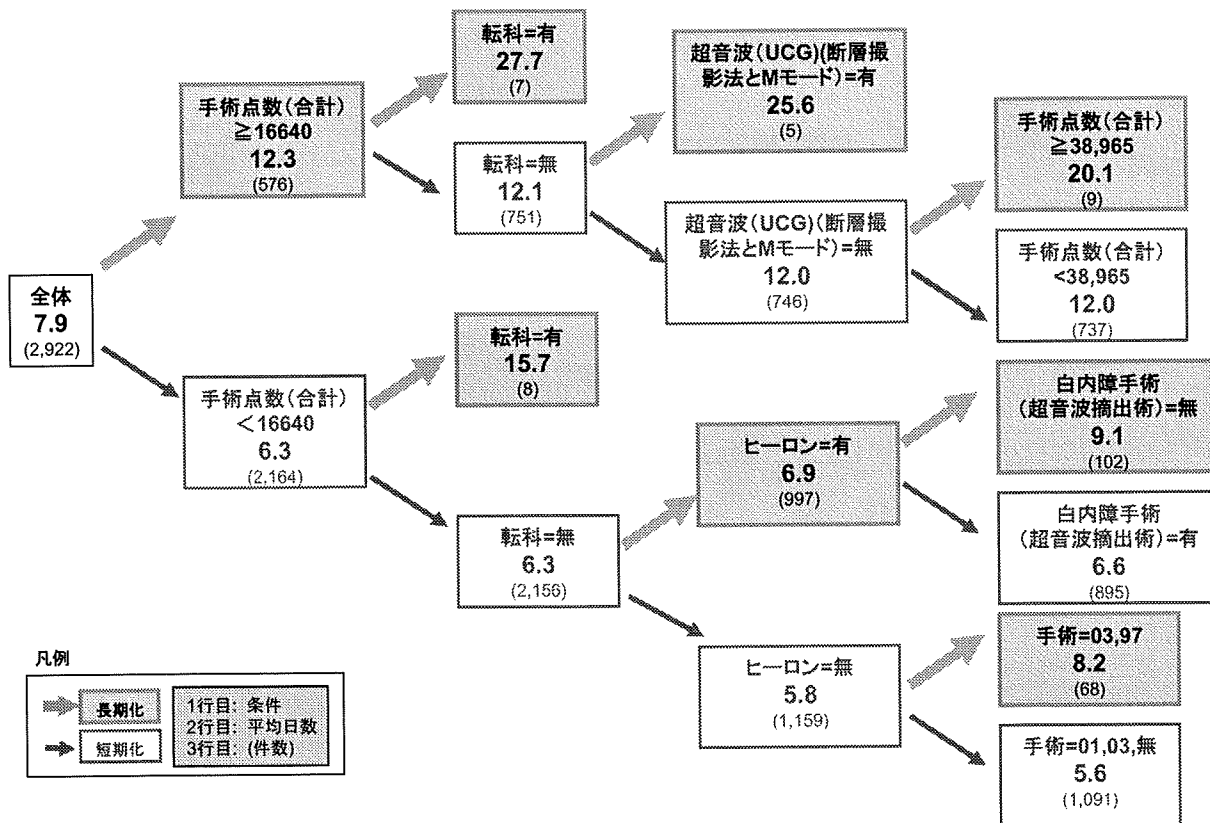 全体
7.9
(2,922)
手術点数(合計)
≧16640
12.3
(576)
手術点数(合計)
＜16640
6.3
(2,164)
転科=有
27.7
(7)
転科=無
12.1
(751)
転科=有
15.7
(8)
転科=無
6.3
(2,156)
超音波(UCG)(断層撮
影法とMモード)=有
25.6
(5)
超音波(UCG)(断層撮
影法とMモード)=無
12.0
(746)
ヒーロン=有
6.9
(997)
ヒーロン=無
5.8
(1,159)
手術点数(合計)
≧38,965
20.1
(9)
手術点数(合計)
<38,965
12.0
(737)
白内障手術
(超音波摘出術)=無
9.1
(102)
白内障手術
(超音波摘出術)=有
6.6
(895)
手術=03,97
8.2
(68)
手術=01,03,無
5.6
(1,091)
凡例
長期化
短期化
1行目: 条件
2行目: 平均日数
3行目: (件数)